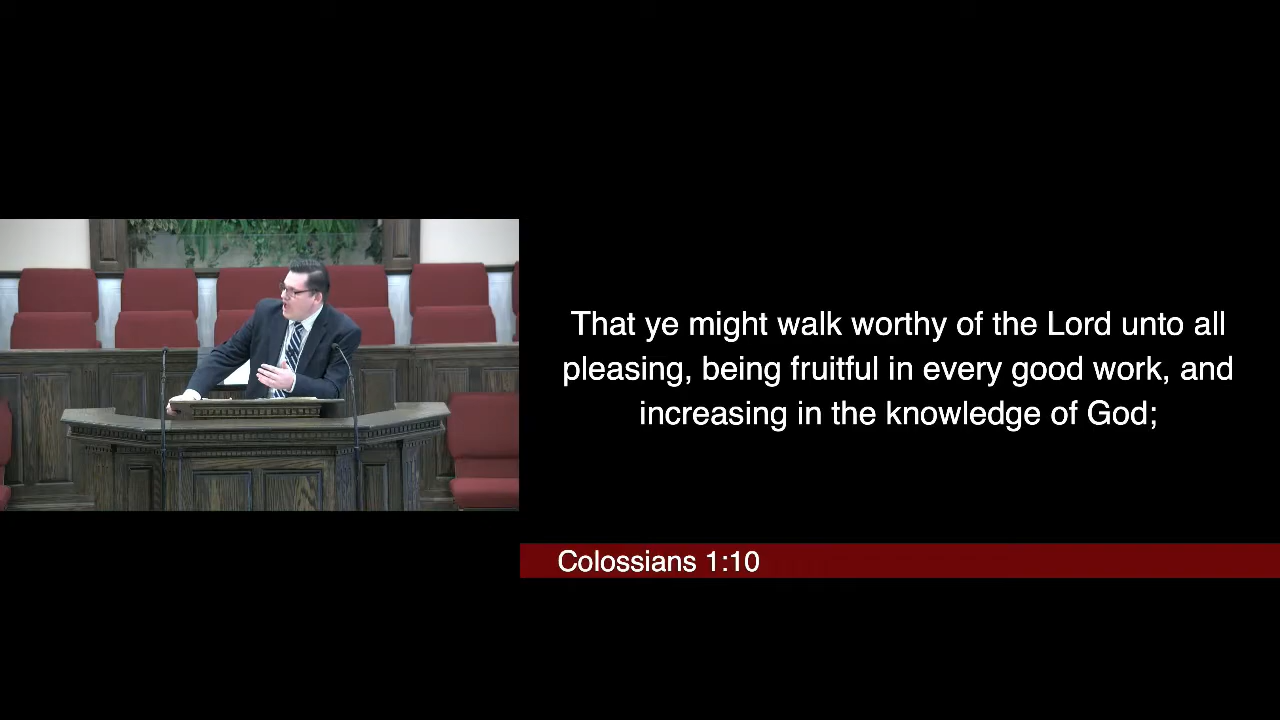 That ye might walk worthy of the Lord unto all
pleasing, being fruitful in every good work, and
increasing in the knowledge of God;
Colossians 1:10